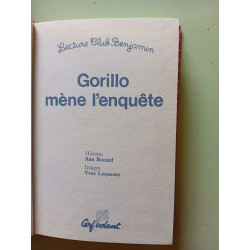 Lecture Club Benjamin
Gorillo
mène l'enquête
Histoire
Ann Rocard
Images
Yves Lequesne
Cerf-volant